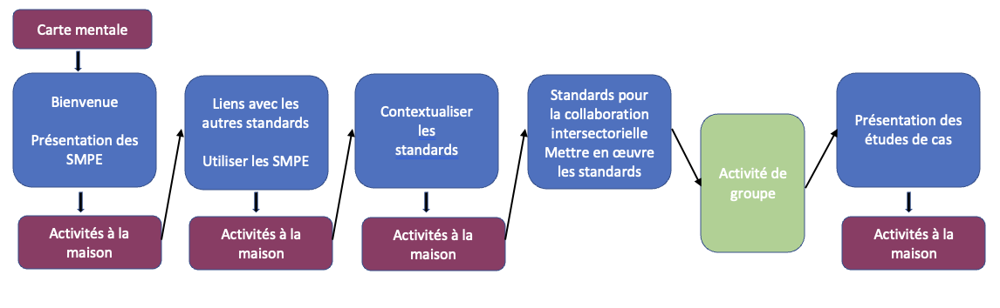 Carte mentale
Bienvenue
Présentation des
SMPE
Activités à la
maison
Liens avec les
autres standards
Utiliser les SMPE
Activités à la
maison
Contextualiser
les
standards
Activités à la
maison
Standards pour
la collaboration
intersectorielle
Mettre en œuvre
les standards
Activité de
groupe
Présentation des
études de cas
Activités à la
maison